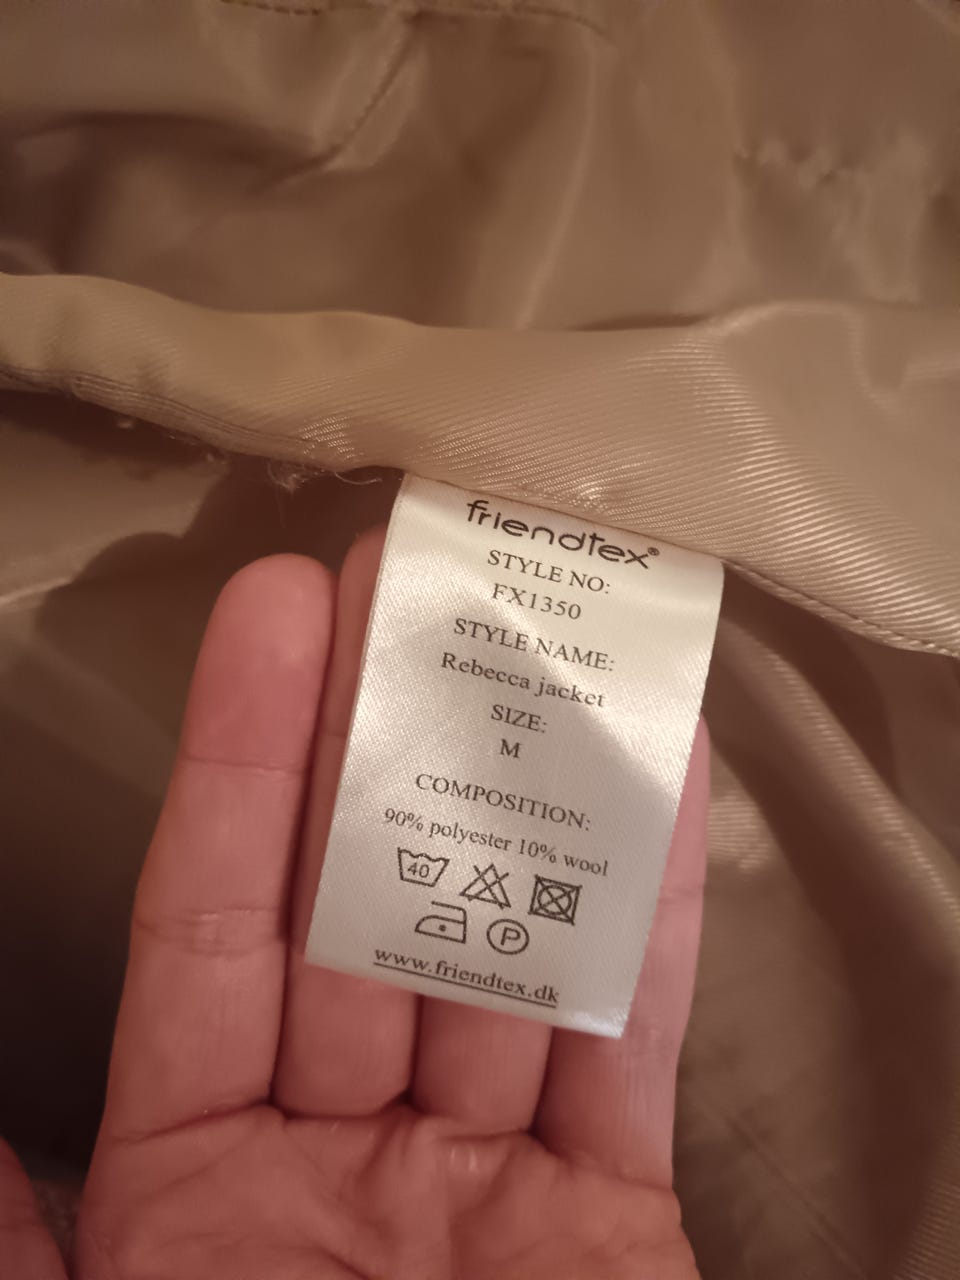 friendtex®
STYLE NO:
FX1350
STYLE NAME:
Rebecca jacket
SIZE:
M
COMPOSITION:
90% polyester 10% wool
40
P
www.friendtex.dk